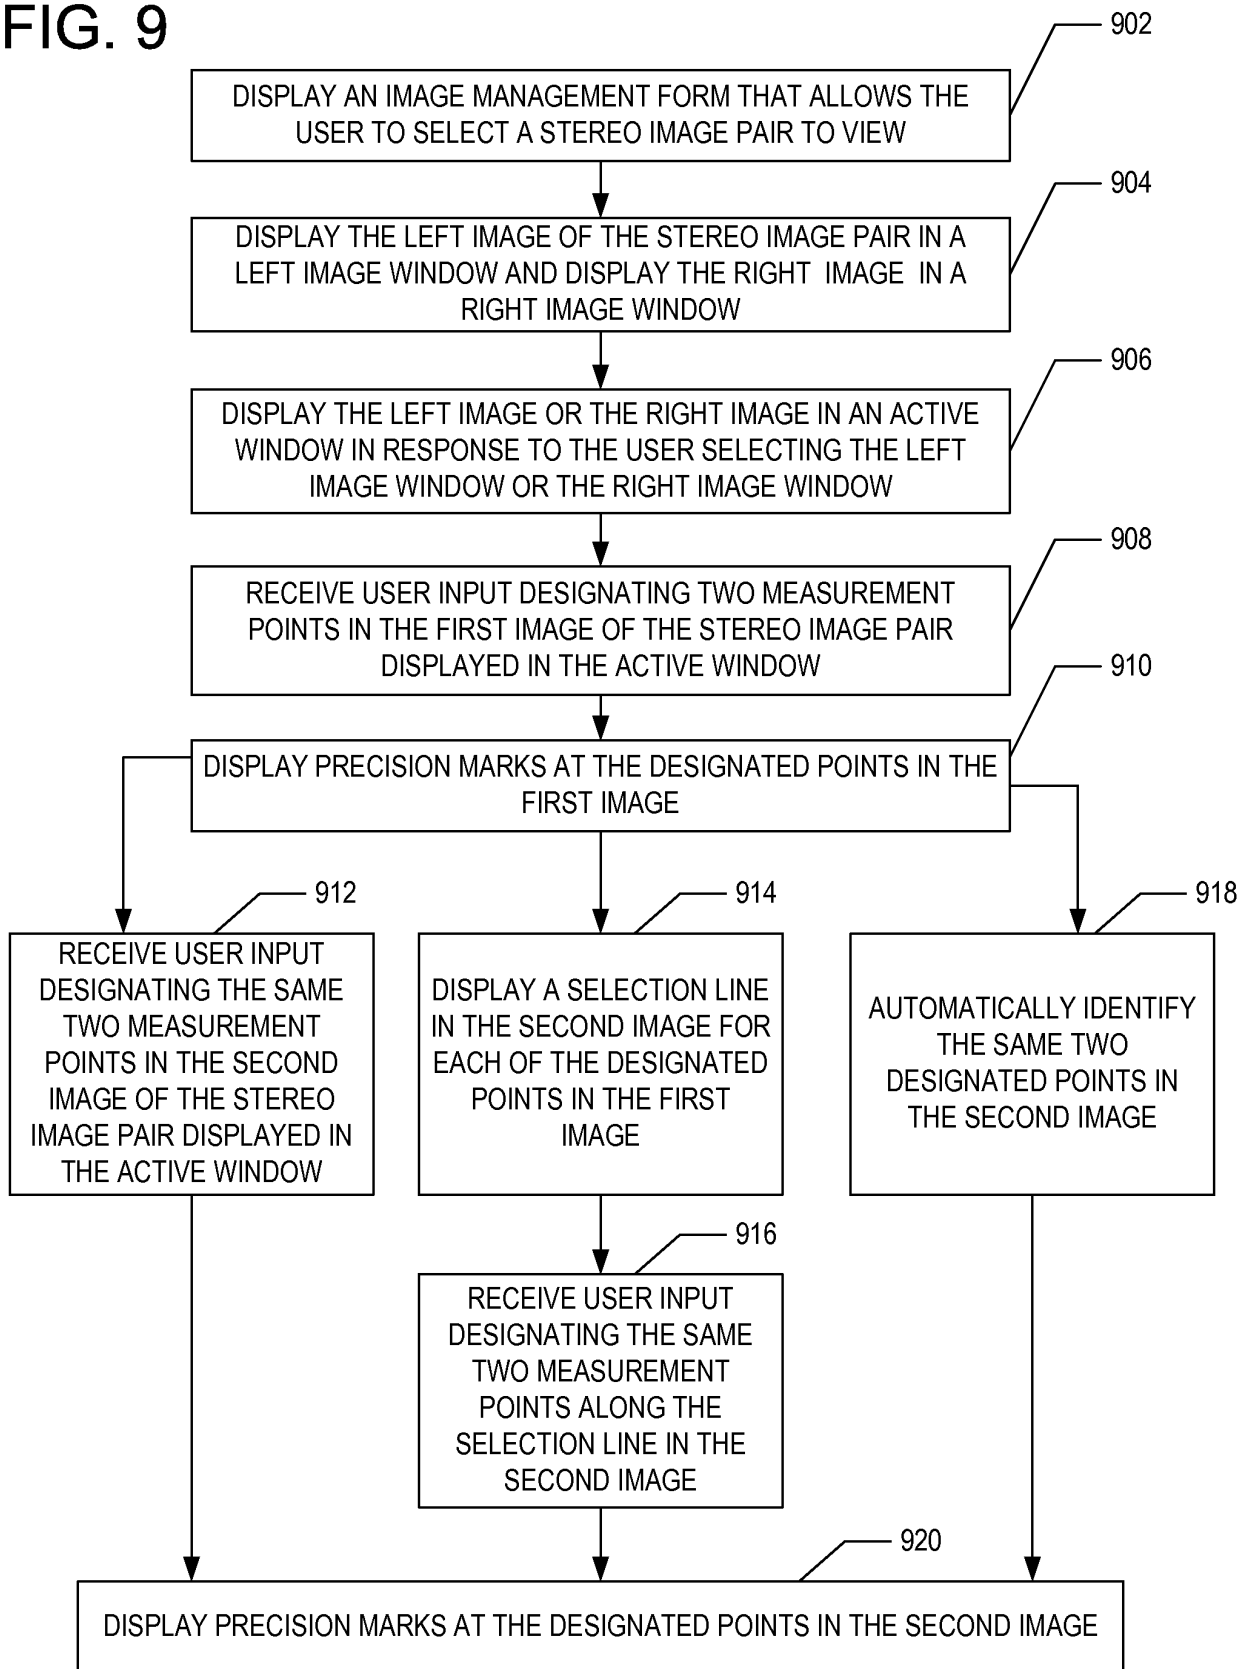 FIG. 9
902
DISPLAY AN IMAGE MANAGEMENT FORM THAT ALLOWS THE
USER TO SELECT A STEREO IMAGE PAIR TO VIEW
904
DISPLAY THE LEFT IMAGE OF THE STEREO IMAGE PAIR IN A
LEFT IMAGE WINDOW AND DISPLAY THE RIGHT IMAGE IN A
RIGHT IMAGE WINDOW
906
DISPLAY THE LEFT IMAGE OR THE RIGHT IMAGE IN AN ACTIVE
WINDOW IN RESPONSE TO THE USER SELECTING THE LEFT
IMAGE WINDOW OR THE RIGHT IMAGE WINDOW
908
RECEIVE USER INPUT DESIGNATING TWO MEASUREMENT
POINTS IN THE FIRST IMAGE OF THE STEREO IMAGE PAIR
DISPLAYED IN THE ACTIVE WINDOW
910
DISPLAY PRECISION MARKS AT THE DESIGNATED POINTS IN THE
FIRST IMAGE
912
RECEIVE USER INPUT
DESIGNATING THE SAME
TWO MEASUREMENT
POINTS IN THE SECOND
IMAGE OF THE STEREO
IMAGE PAIR DISPLAYED IN
THE ACTIVE WINDOW
914
DISPLAY A SELECTION LINE
IN THE SECOND IMAGE FOR
EACH OF THE DESIGNATED
POINTS IN THE FIRST
IMAGE
918
AUTOMATICALLY IDENTIFY
THE SAME TWO
DESIGNATED POINTS IN
THE SECOND IMAGE
916
RECEIVE USER INPUT
DESIGNATING THE SAME
TWO MEASUREMENT
POINTS ALONG THE
SELECTION LINE IN THE
SECOND IMAGE
920
DISPLAY PRECISION MARKS AT THE DESIGNATED POINTS IN THE SECOND IMAGE